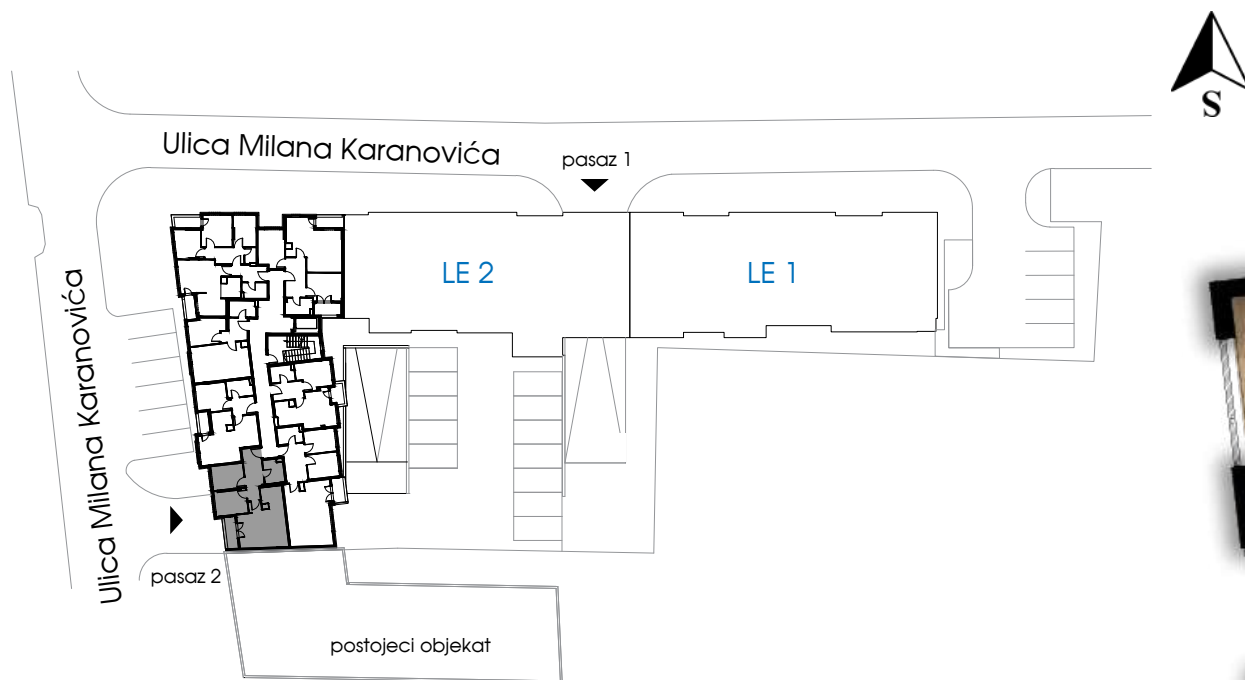 S
Ulica Milana Karanovića
pasaz 1
LE 2
LE 1
Ulica Milana Karanovića
pasaz 2
postojeci objekat